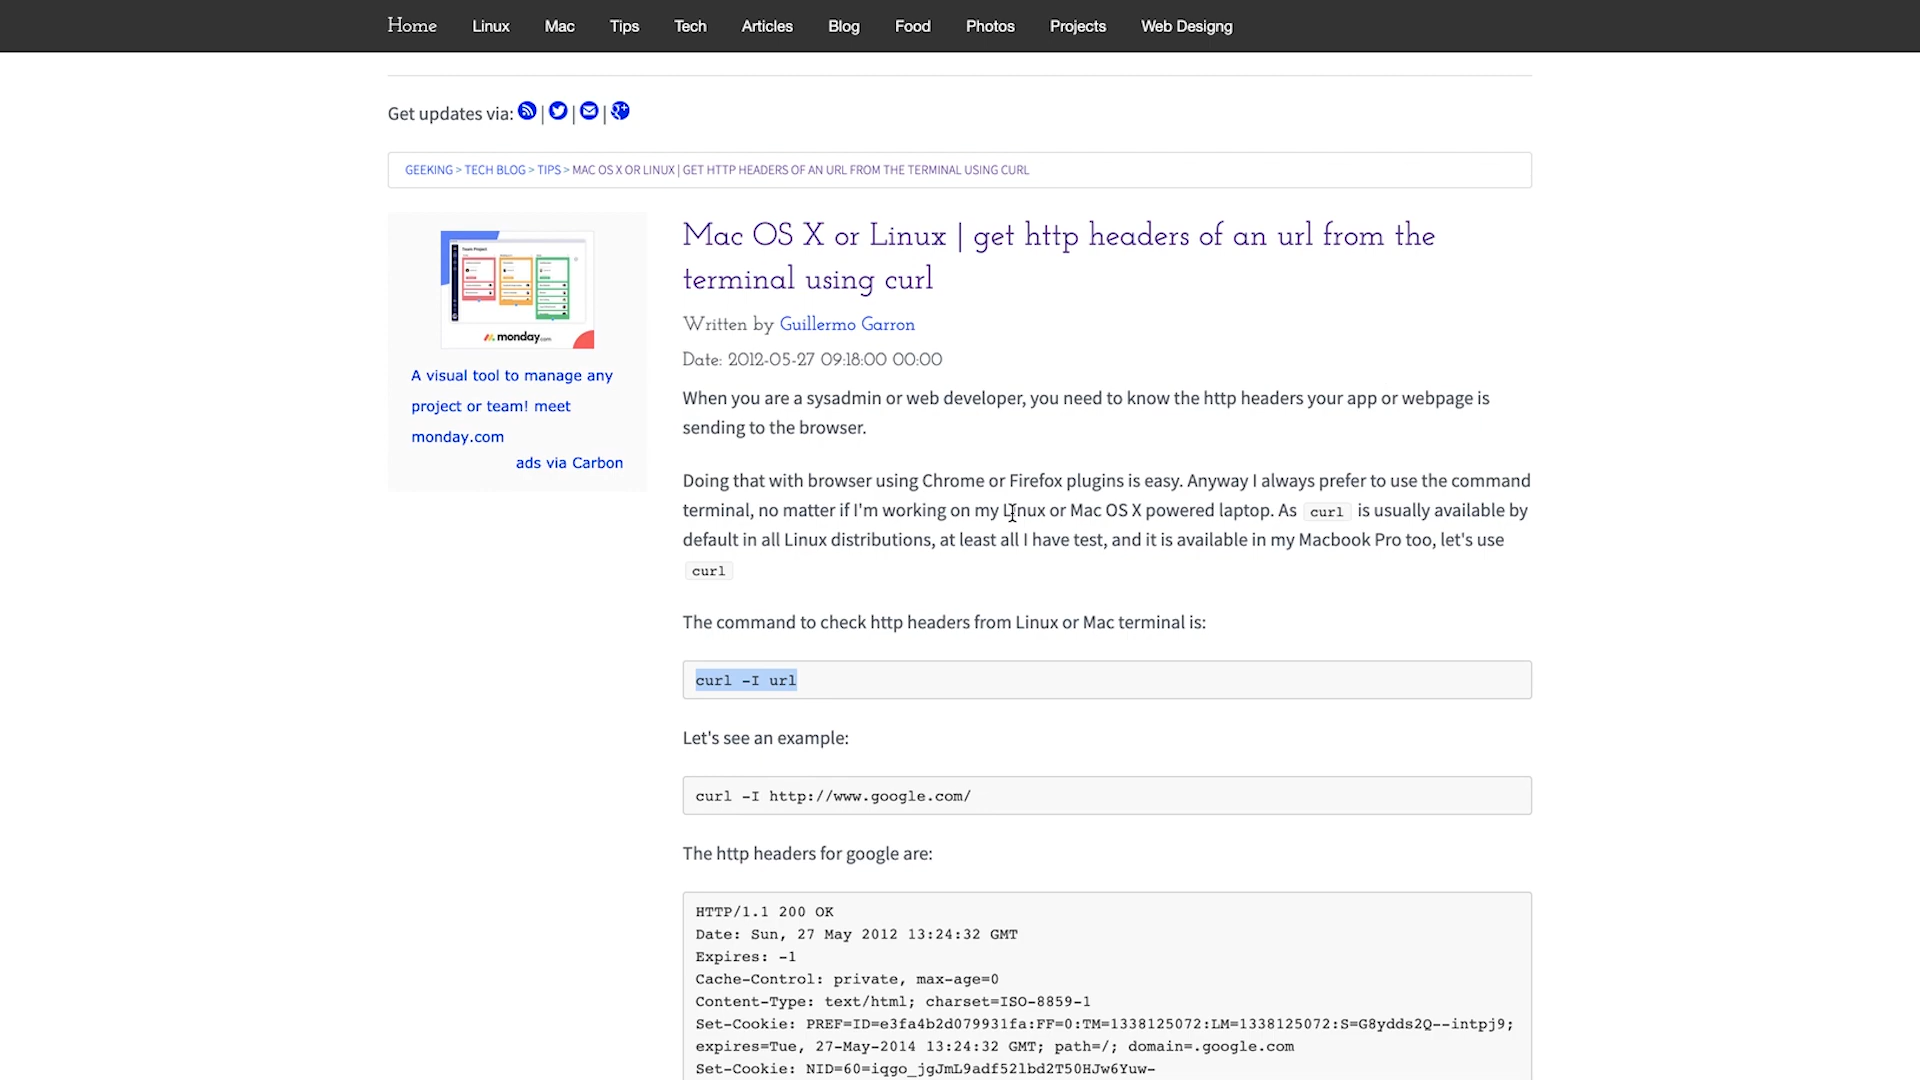 Home Linux Mac Tips Tech Articles Blog Food Photos Projects Web Designg
Get updates via: | | |
GEEKING > TECH BLOG > TIPS > MAC OS X OR LINUX | GET HTTP HEADERS OF AN URL FROM THE TERMINAL USING CURL
Team Project
monday.com
A visual tool to manage any
project or team! meet
monday.com
ads via Carbon
Mac OS X or Linux | get http headers of an url from the
terminal using curl
Written by Guillermo Garron
Date: 2012-05-27 09:18:00 00:00
When you are a sysadmin or web developer, you need to know the http headers your app or webpage is
sending to the browser.
Doing that with browser using Chrome or Firefox plugins is easy. Anyway I always prefer to use the command
terminal, no matter if I'm working on my Linux or Mac OS X powered laptop. As curl is usually available by
default in all Linux distributions, at least all I have test, and it is available in my Macbook Pro too, let's use
curl
The command to check http headers from Linux or Mac terminal is:
curl -I url
Let's see an example:
curl -I http://www.google.com/
The http headers for google are:
HTTP/1.1 200 OK
Date: Sun, 27 May 2012 13:24:32 GMT
Expires: -1
Cache-Control: private, max-age=0
Content-Type: text/html; charset=ISO-8859-1
Set-Cookie: PREF=ID=e3fa4b2d079931fa:FF=0:TM=1338125072:LM=1338125072:S=G8ydds2Q--intpj9;
expires=Tue, 27-May-2014 13:24:32 GMT; path=/; domain=.google.com
Set-Cookie: NID=60=iqgo_jgJmL9adf52lbd2T50HJw6Yuw-